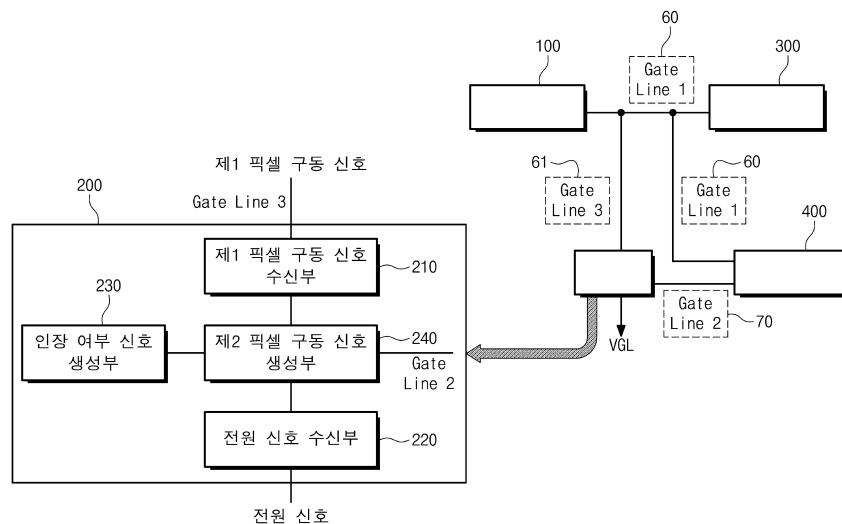 60
100
Gate
Line 1
300
제1 픽셀 구동 신호
61
60
Gate
Line 3
Gate
Line 1
200
Gate Line 3
400
제1 픽셀 구동 신호
수신부
210
230
Gate
Line 2
70
인장 여부 신호
생성부
제2 픽셀 구동 신호
생성부
240
VGL
Gate
Line 2
전원 신호 수신부
220
전원 신호